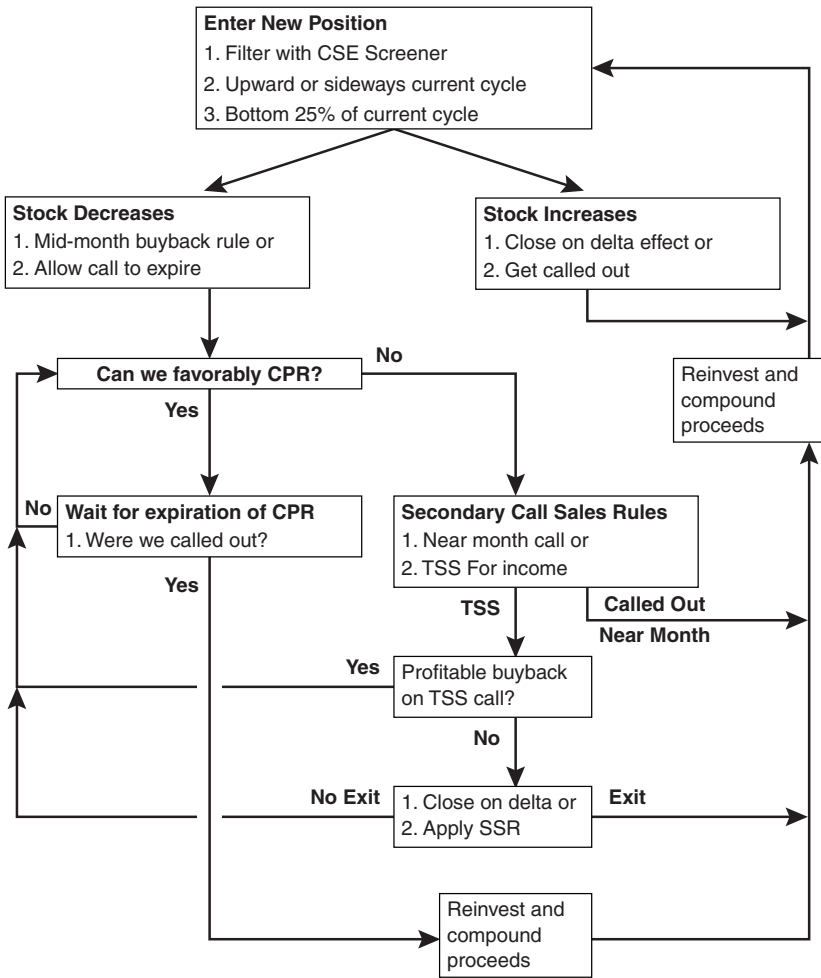 Enter New Position
1. Filter with CSE Screener
2. Upward or sideways current cycle
3. Bottom 25% of current cycle
Stock Decreases
1. Mid-month buyback rule or
2. Allow call to expire
Stock Increases
1. Close on delta effect or
2. Get called out
Can we favorably CPR?
No
Yes
Reinvest and
compound
proceeds
No
Wait for expiration of CPR
1. Were we called out?
Yes
Secondary Call Sales Rules
1. Near month call or
2. TSS For income
TSS
Called Out
Near Month
Yes
Profitable buyback
on TSS call?
No
No Exit
1. Close on delta or
2. Apply SSR
Exit
Reinvest and
compound
proceeds